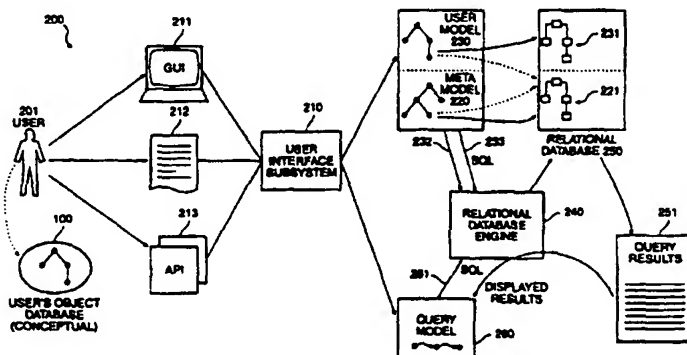 200
211
GUI
201
USER
212
213
API
100
USER'S OBJECT
DATABASE
(CONCEPTUAL)
210
USER
INTERFACE
SUBSYSTEM
USER
MODEL
230
META
MODEL
220
231
221
RELATIONAL
DATABASE 250
232
233
SQL
RELATIONAL
DATABASE
ENGINE
240
251
QUERY
RESULTS
261
SQL
DISPLAYED
RESULTS
QUERY
MODEL
260